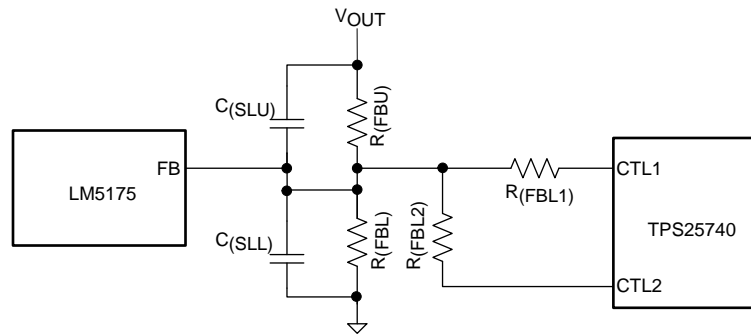 VOUT
C(SLU)
R(FBU)
FB
LM5175
CTL1
R(FBL1)
C(SLL)
R(FBL)
R(FBL2)
TPS25740
CTL2